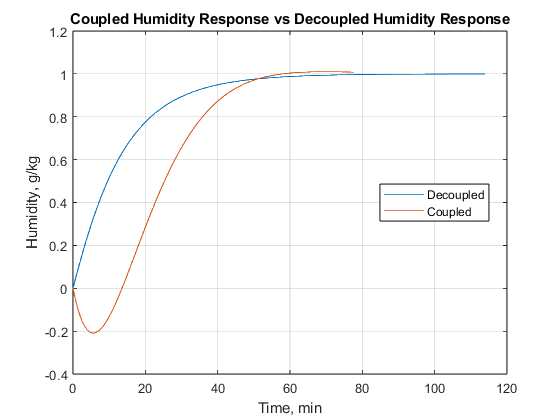 Coupled Humidity Response vs Decoupled Humidity Response
1.2
1
0.8
0.6
0.4
0.2
0
-0.2
-0.4
Humidity, g/kg
Decoupled
Coupled
0 20 40 60 80 100 120
Time, min